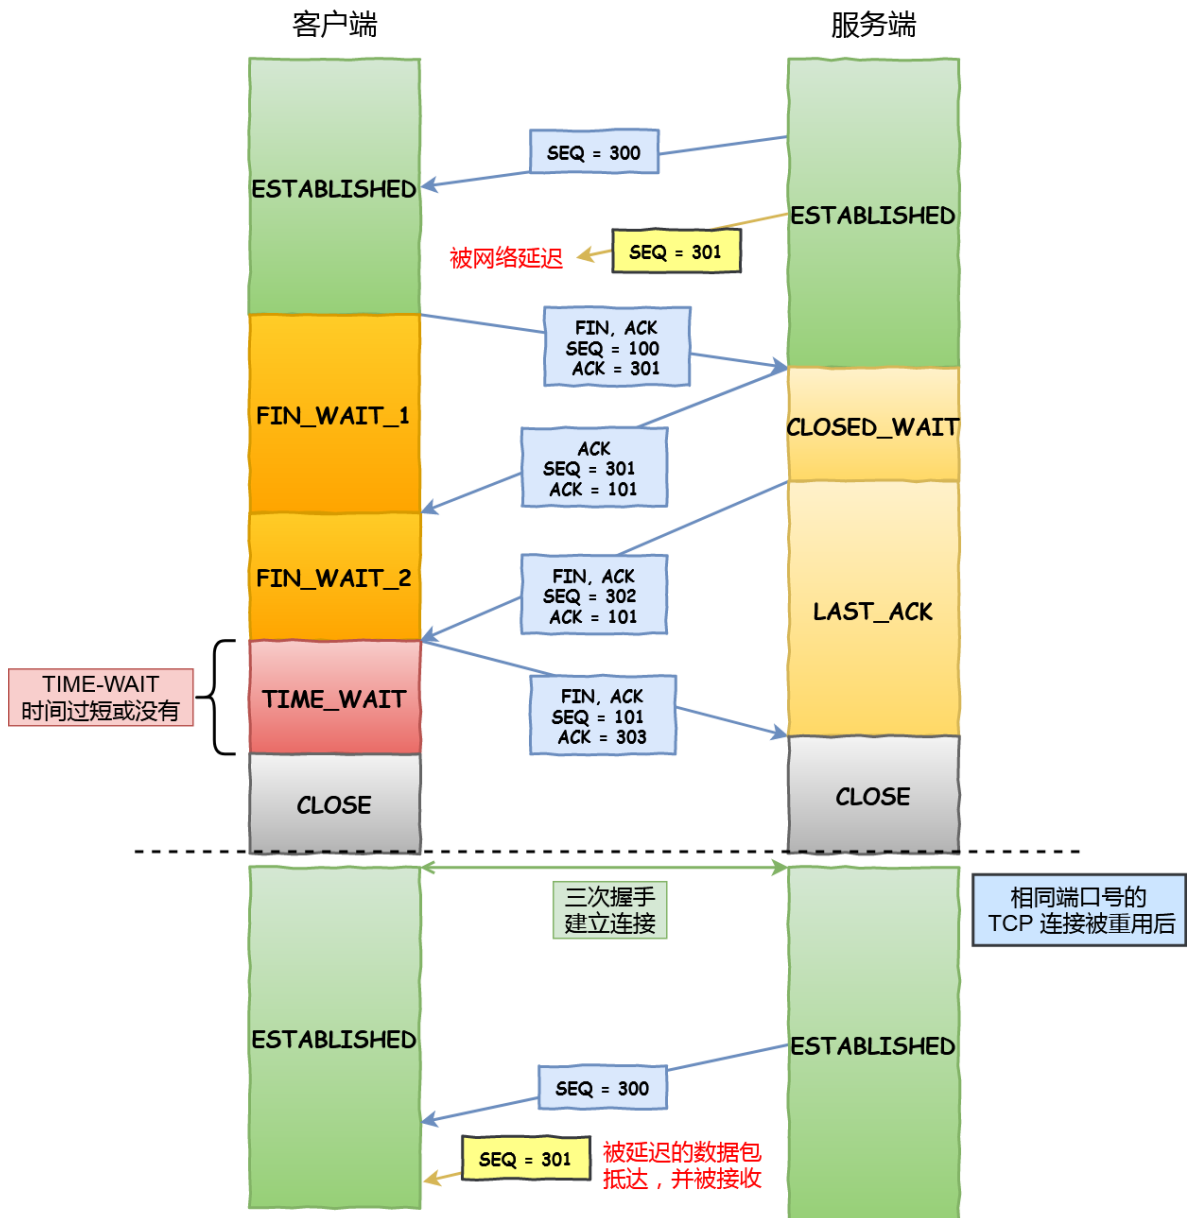 客户端
服务端
SEQ = 300
ESTABLISHED
ESTABLISHED
SEQ = 301
被网络延迟
FIN, ACK
SEQ = 100
ACK = 301
FIN_WAIT_1
CLOSED_WAIT
ACK
SEQ = 301
ACK = 101
FIN_WAIT_2
FIN, ACK
SEQ = 302
ACK = 101
LAST_ACK
TIME-WAIT
时间过短或没有
TIME_WAIT
FIN, ACK
SEQ = 101
ACK = 303
CLOSE
CLOSE
三次握手
建立连接
相同端口号的
TCP 连接被重用后
ESTABLISHED
ESTABLISHED
SEQ = 300
SEQ = 301
被延迟的数据包
抵达，并被接收